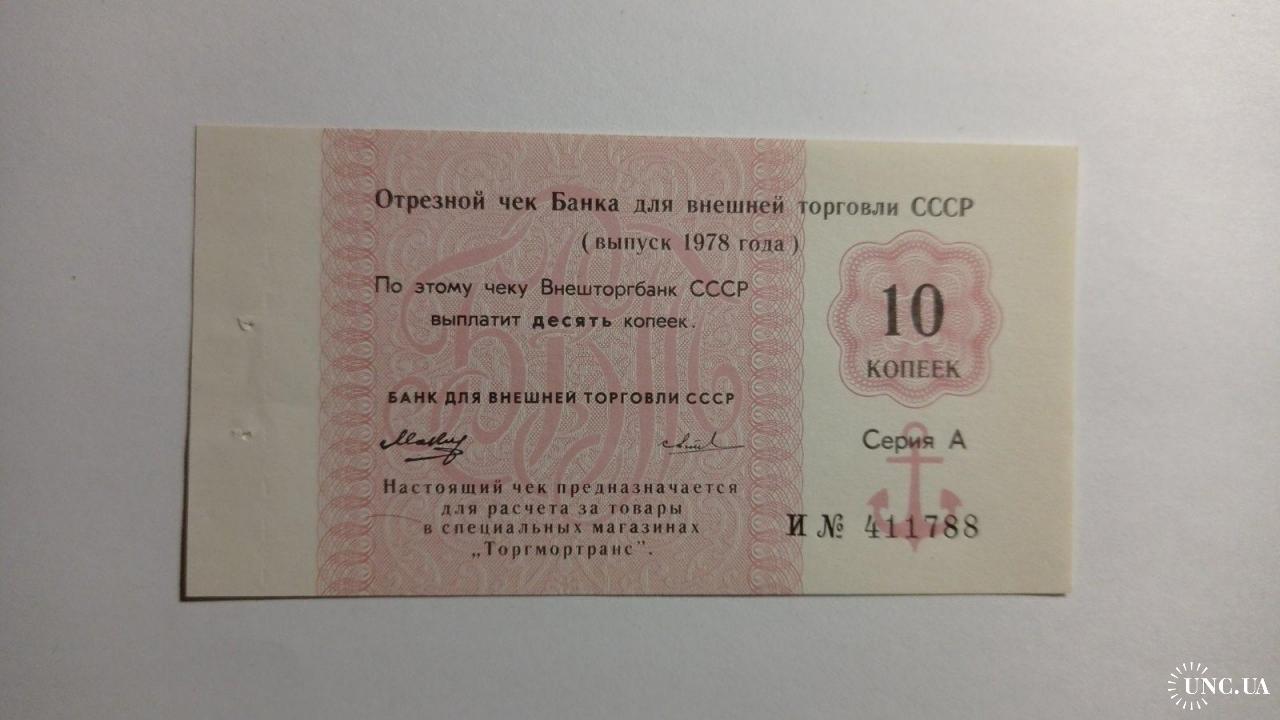 Отрезной чек Банка для внешней торговли СССР
( выпуск 1978 года )
По этому чеку Внешторгбанк СССР
выплатит десять копеек.
10
КОПЕЕК
БАНК ДЛЯ ВНЕШНЕЙ ТОРГОВЛИ СССР
Серия А
Настоящий чек предназначается
для расчета за товары
в специальных магазинах
„Торгмортранс".
И № 411788
UNC.UA